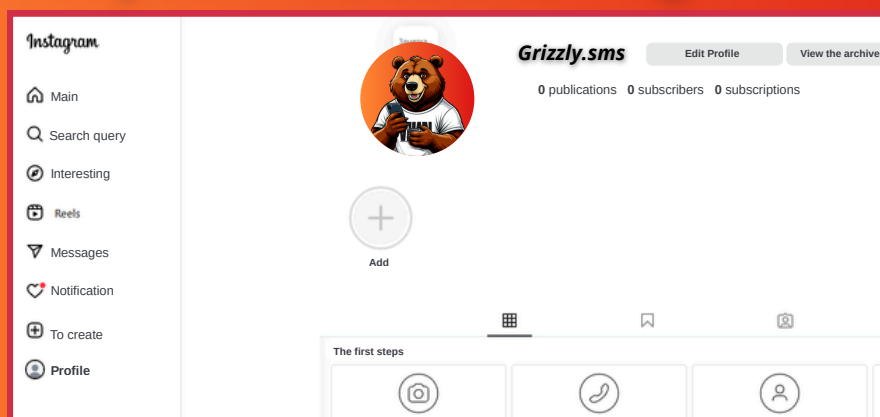 Instagram
Main
Search query
Interesting
Reels
Messages
Notification
To create
Profile
Grizzly.sms
Edit Profile
View the archive
0 publications 0 subscribers 0 subscriptions
Add
The first steps